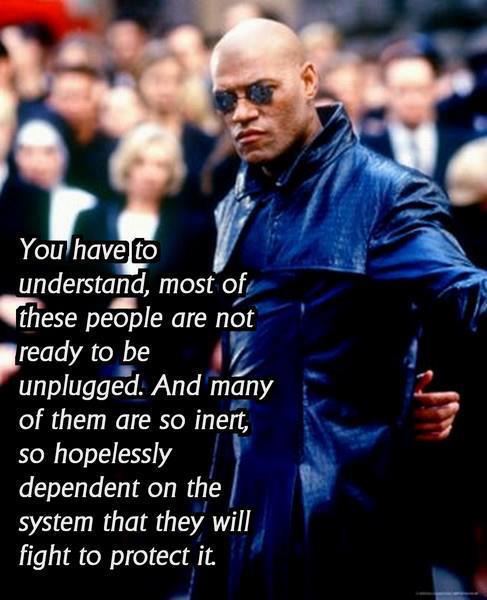 You have to
understand, most of
these people are not
ready to be
unplugged. And many
of them are so inert,
so hopelessly
dependent on the
system that they will
fight to protect it.